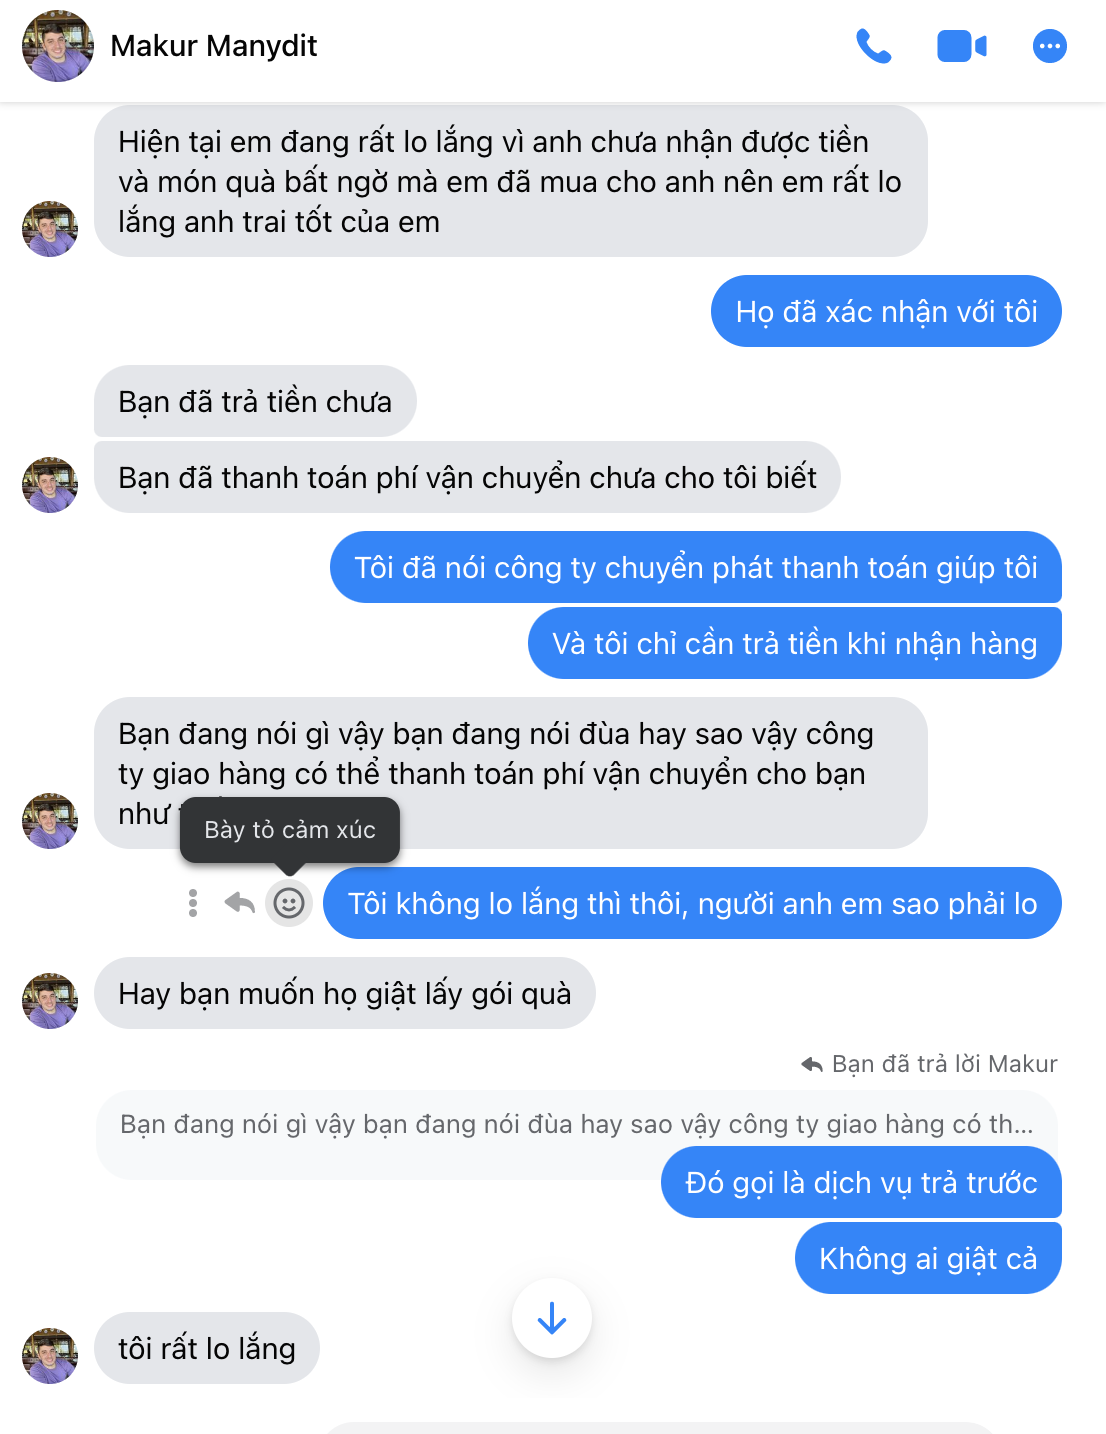 Makur Manydit
Hiện tại em đang rất lo lắng vì anh chưa nhận được tiền
và món quà bất ngờ mà em đã mua cho anh nên em rất lo
lắng anh trai tốt của em
Họ đã xác nhận với tôi
Bạn đã trả tiền chưa
Bạn đã thanh toán phí vận chuyển chưa cho tôi biết
Tôi đã nói công ty chuyển phát thanh toán giúp tôi
Và tôi chỉ cần trả tiền khi nhận hàng
Bạn đang nói gì vậy bạn đang nói đùa hay sao vậy công
ty giao hàng có thể thanh toán phí vận chuyển cho bạn
như
Bày tỏ cảm xúc
Tôi không lo lắng thì thôi, người anh em sao phải lo
Hay bạn muốn họ giật lấy gói quà
Bạn đã trả lời Makur
Bạn đang nói gì vậy bạn đang nói đùa hay sao vậy công ty giao hàng có th...
Đó gọi là dịch vụ trả trước
Không ai giật cả
tôi rất lo lắng